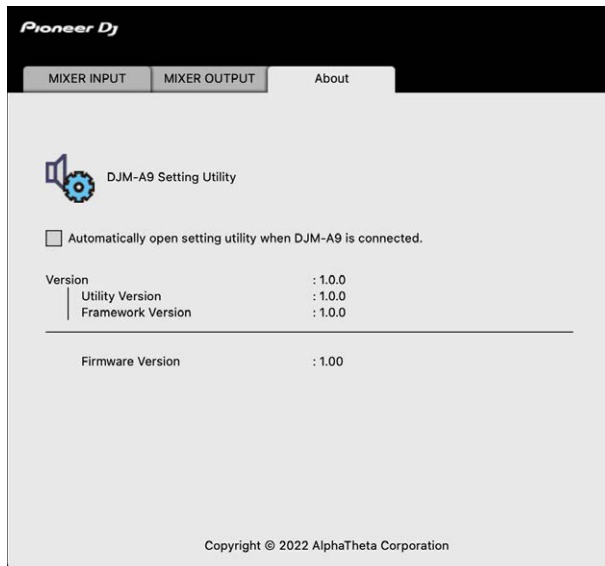 Pioneer Dj
MIXER INPUT MIXER OUTPUT About
DJM-A9 Setting Utility
Automatically open setting utility when DJM-A9 is connected.
Version : 1.0.0
Utility Version : 1.0.0
Framework Version : 1.0.0
Firmware Version : 1.00
Copyright © 2022 AlphaTheta Corporation